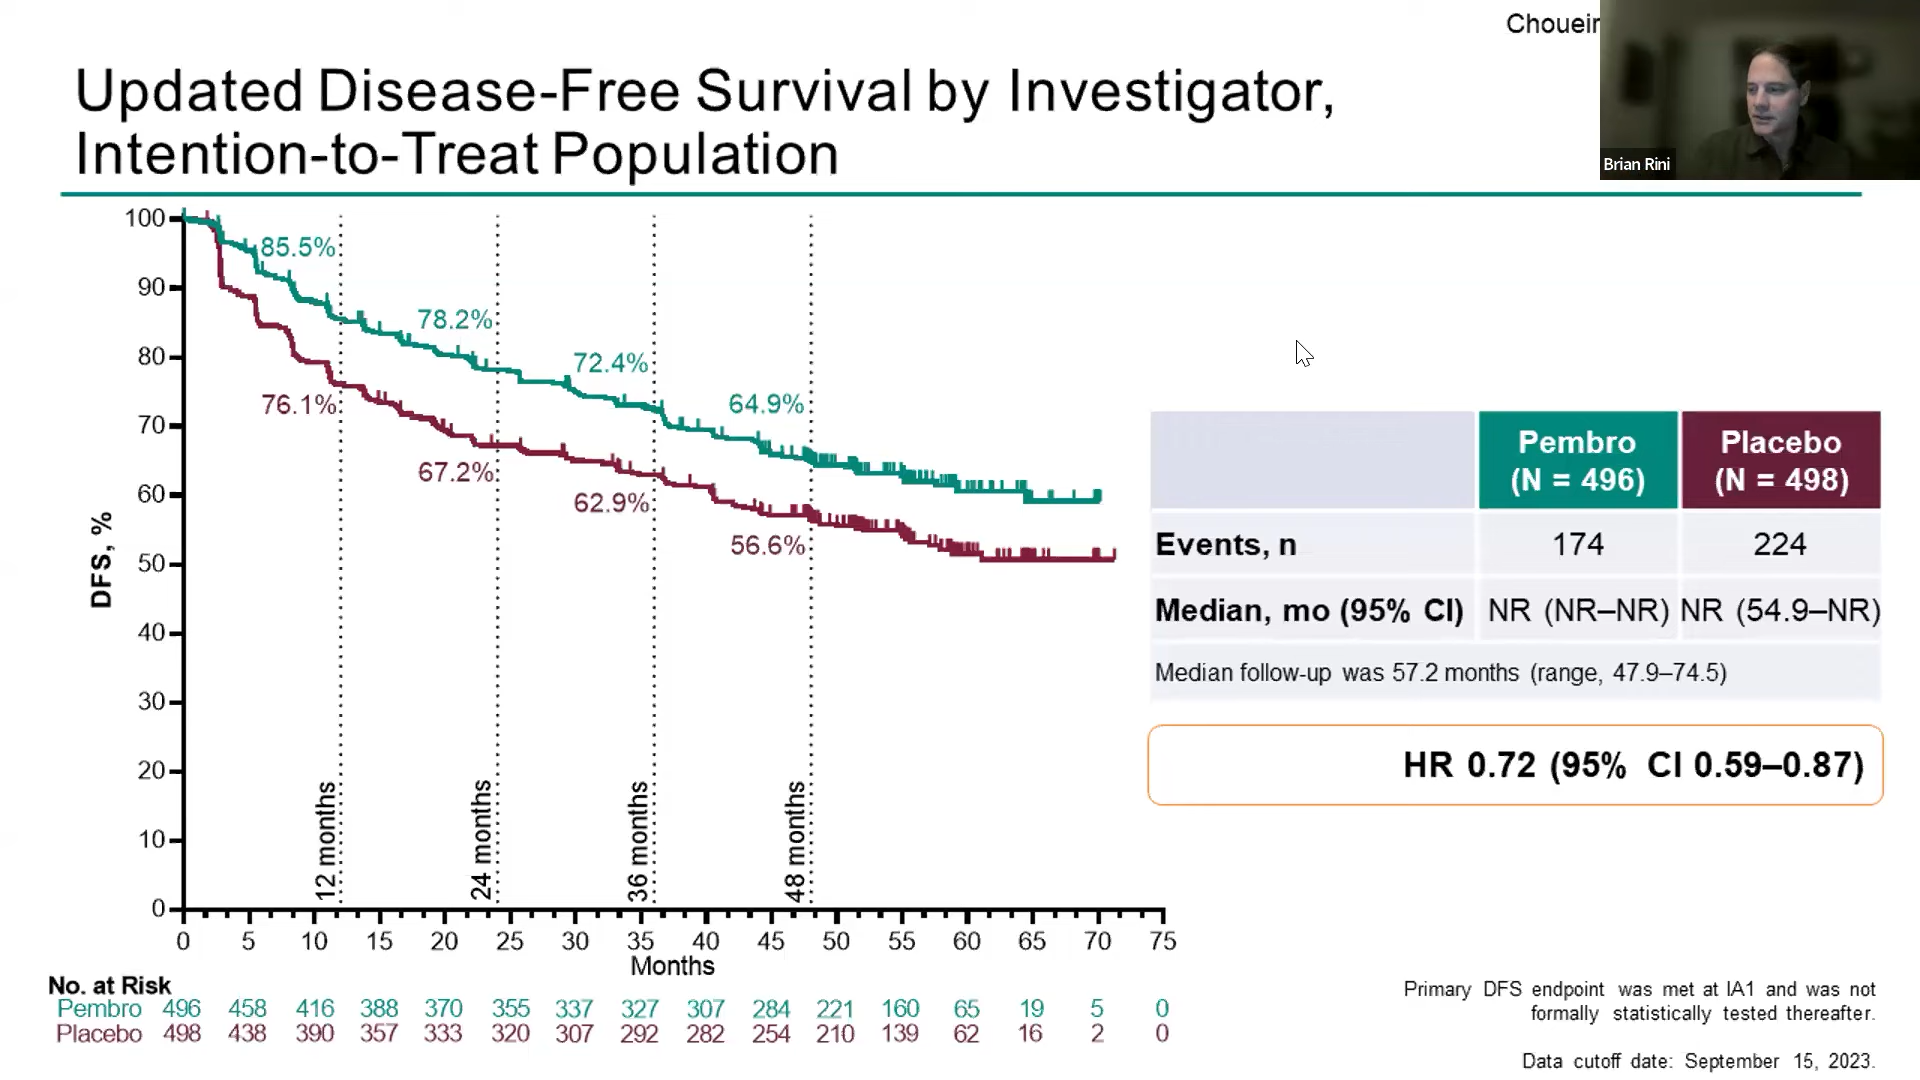 Choueir
Updated Disease-Free Survival by Investigator,
Intention-to-Treat Population
Brian Rini
100
90
80
70
60
50
40
30
20
10
0
DFS, %
85.5%
78.2%
72.4%
64.9%
76.1%
67.2%
62.9%
56.6%
12 months
24 months
36 months
48 months
0 5 10 15 20 25 30 35 40 45 50 55 60 65 70 75
Months
No. at Risk
Pembro 496 458 416 388 370 355 337 327 307 284 221 160 65 19 5 0
Placebo 498 438 390 357 333 320 307 292 282 254 210 139 62 16 2 0
Pembro Placebo
(N = 496) (N = 498)
Events, n 174 224
Median, mo (95% CI) NR (NR–NR) NR (54.9–NR)
Median follow-up was 57.2 months (range, 47.9–74.5)
HR 0.72 (95% CI 0.59–0.87)
Primary DFS endpoint was met at IA1 and was not
formally statistically tested thereafter.
Data cutoff date: September 15, 2023.